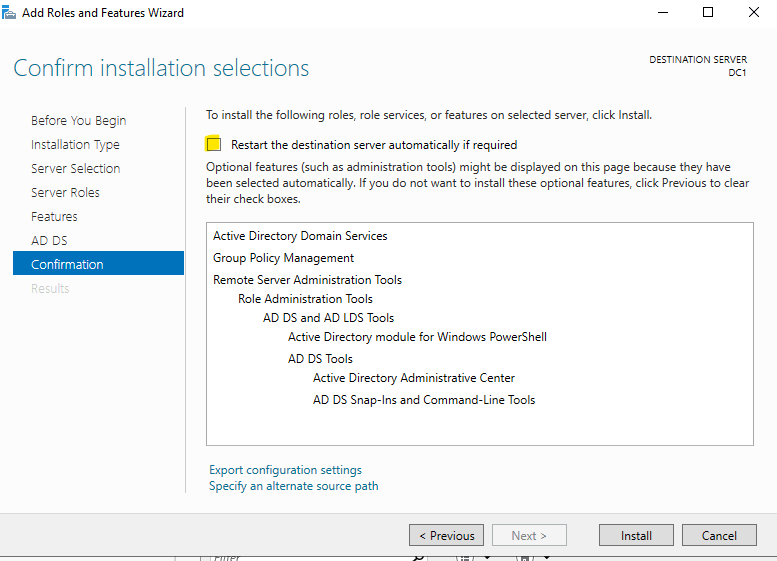 Add Roles and Features Wizard
Confirm installation selections
DESTINATION SERVER
DC1
Before You Begin
Installation Type
Server Selection
Server Roles
Features
AD DS
Confirmation
Results
To install the following roles, role services, or features on selected server, click Install.
Restart the destination server automatically if required
Optional features (such as administration tools) might be displayed on this page because they have
been selected automatically. If you do not want to install these optional features, click Previous to clear
their check boxes.
Active Directory Domain Services
Group Policy Management
Remote Server Administration Tools
Role Administration Tools
AD DS and AD LDS Tools
Active Directory module for Windows PowerShell
AD DS Tools
Active Directory Administrative Center
AD DS Snap-Ins and Command-Line Tools
Export configuration settings
Specify an alternate source path
< Previous
Next >
Install
Cancel
Filter